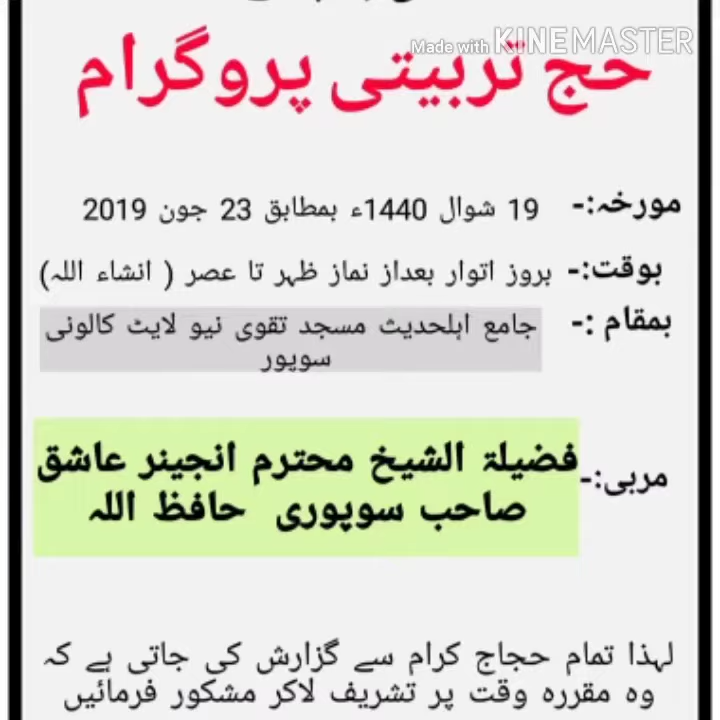 Made with KINEMASTER
حج تربیتی پروگرام
مورخہ:- 19 شوال 1440ء بمطابق 23 جون 2019
بوقت:- بروز اتوار بعداز نماز ظہر تا عصر ( انشاء اللہ)
بمقام :- جامع اہلحدیث مسجد تقوی نیو لایٹ کالونی
سوپور
مربی:- فضیلۃ الشیخ محترم انجینر عاشق
صاحب سوپوری حافظ اللہ
لہذا تمام حجاج کرام سے گزارش کی جاتی ہے کہ
وہ مقررہ وقت پر تشریف لاکر مشکور فرمائیں